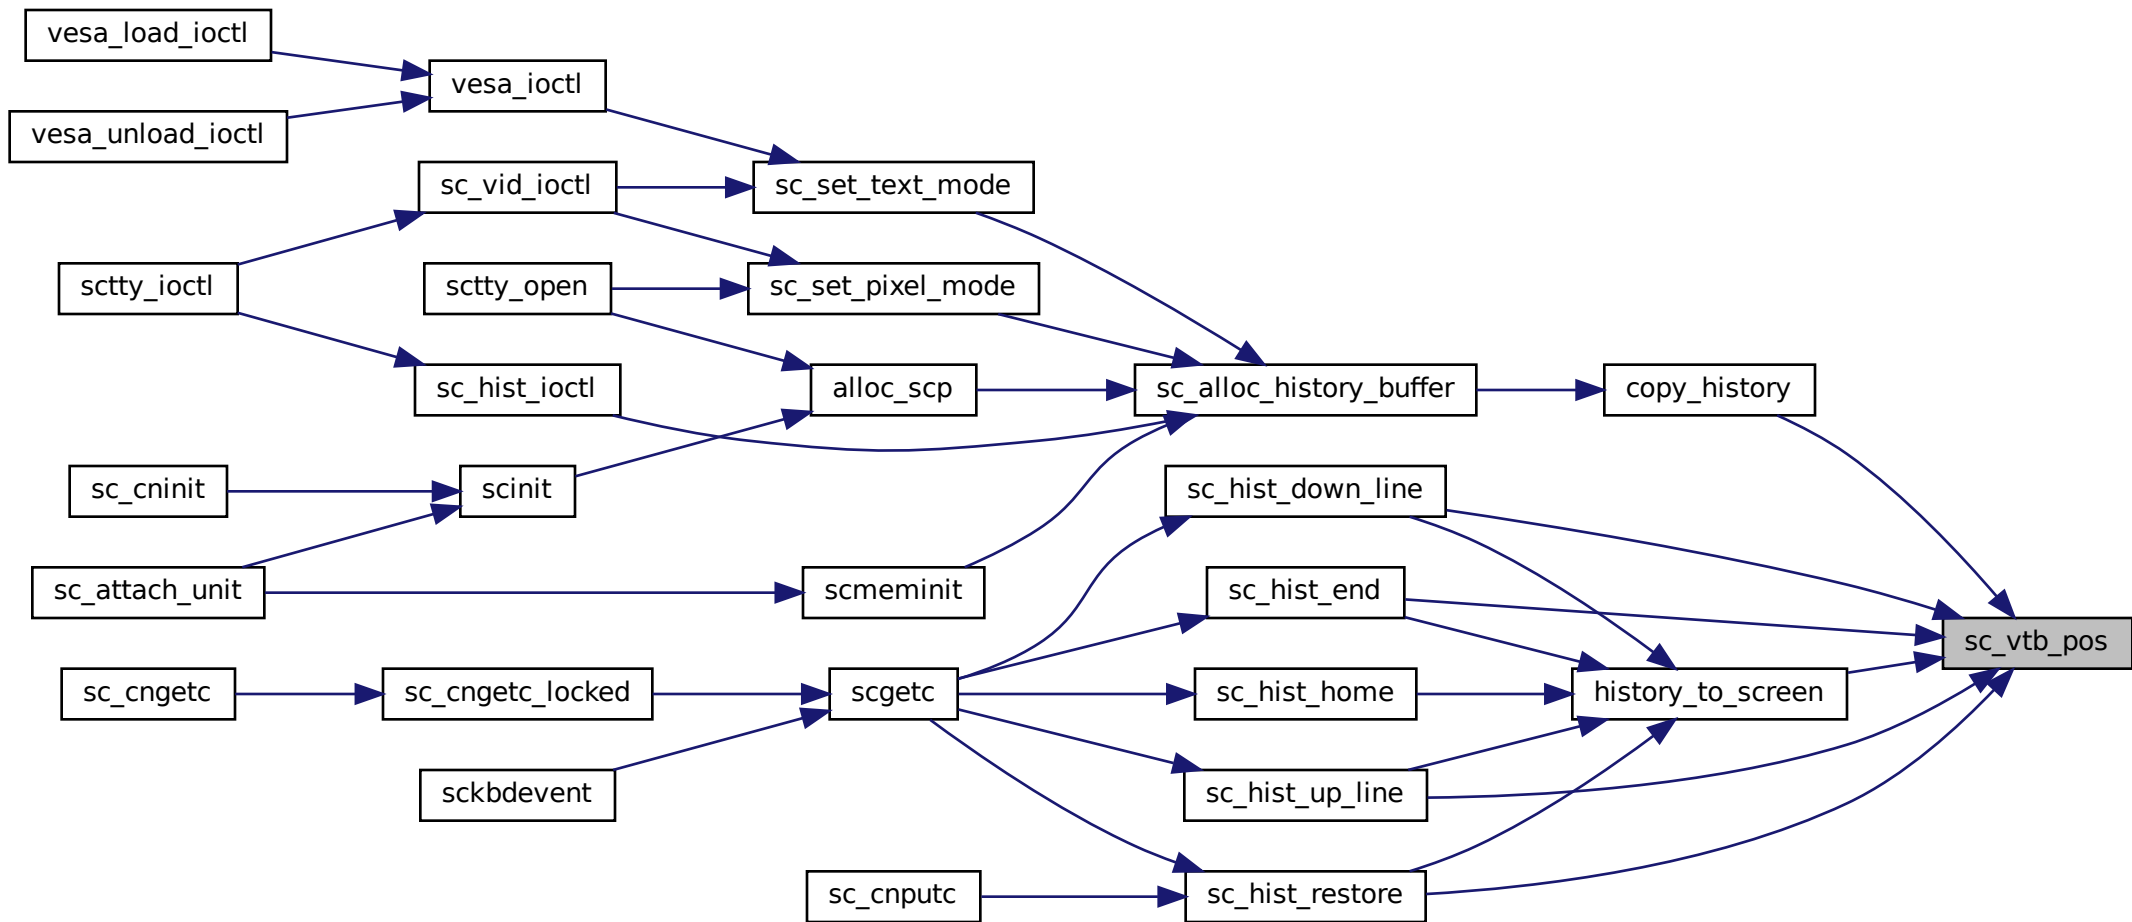 vesa_load_ioctl
vesa_ioctl
vesa_unload_ioctl
sc_vid_ioctl
sc_set_text_mode
sctty_ioctl
sctty_open
sc_set_pixel_mode
sc_hist_ioctl
alloc_scp
sc_alloc_history_buffer
copy_history
sc_cninit
scinit
sc_hist_down_line
sc_attach_unit
scmeminit
sc_hist_end
sc_vtb_pos
sc_cngetc
sc_cngetc_locked
scgetc
sc_hist_home
history_to_screen
sckbdevent
sc_hist_up_line
sc_cnputc
sc_hist_restore